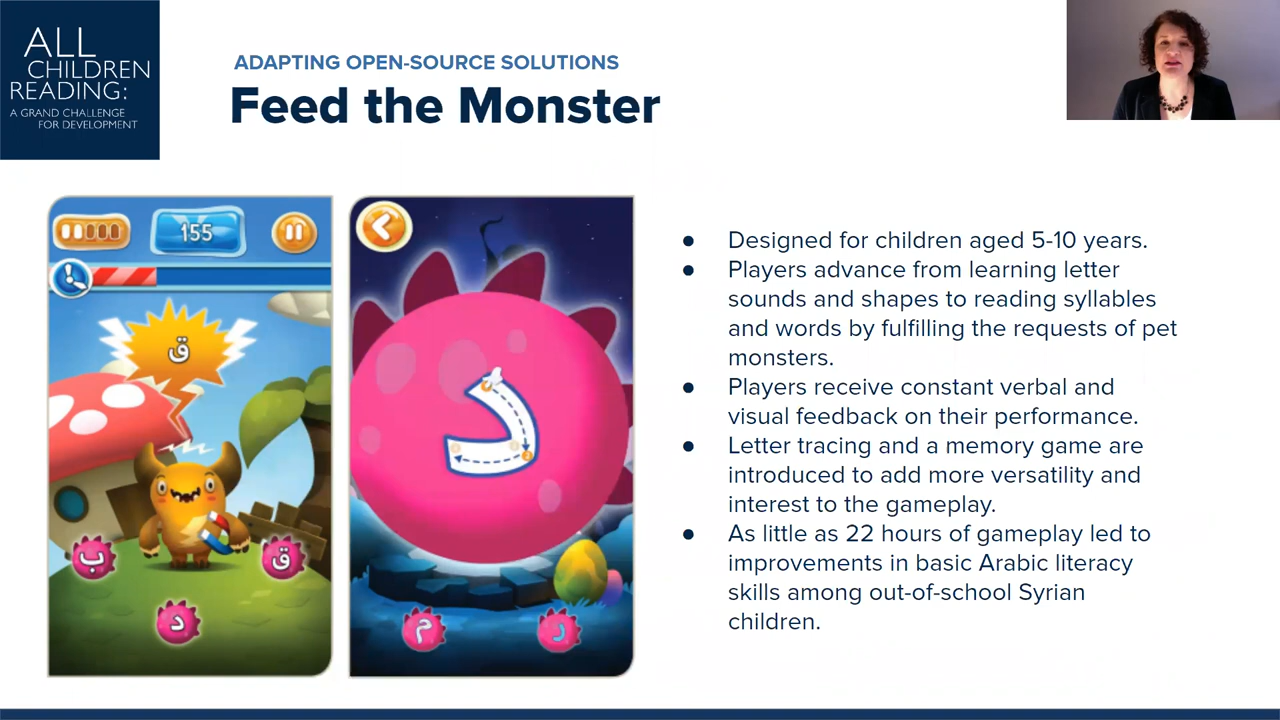 ALL
CHILDREN
READING:
A GRAND CHALLENGE
FOR DEVELOPMENT
ADAPTING OPEN-SOURCE SOLUTIONS
Feed the Monster
155
ق
ب
ق
د
د
م
ر
● Designed for children aged 5-10 years.
● Players advance from learning letter
sounds and shapes to reading syllables
and words by fulfilling the requests of pet
monsters.
● Players receive constant verbal and
visual feedback on their performance.
● Letter tracing and a memory game are
introduced to add more versatility and
interest to the gameplay.
● As little as 22 hours of gameplay led to
improvements in basic Arabic literacy
skills among out-of-school Syrian
children.